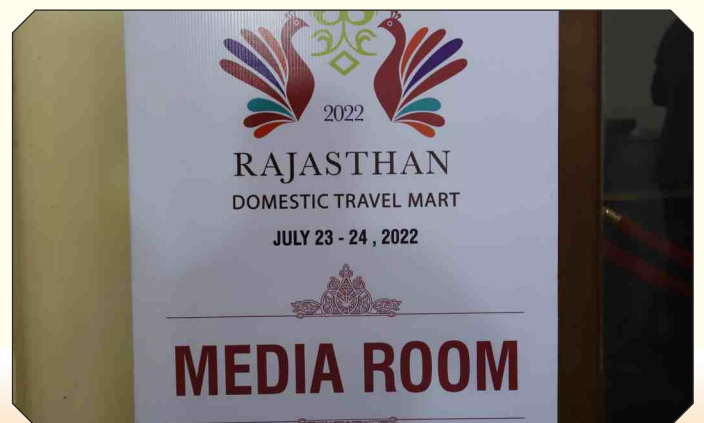 2022
RAJASTHAN
DOMESTIC TRAVEL MART
JULY 23 - 24 , 2022
MEDIA ROOM